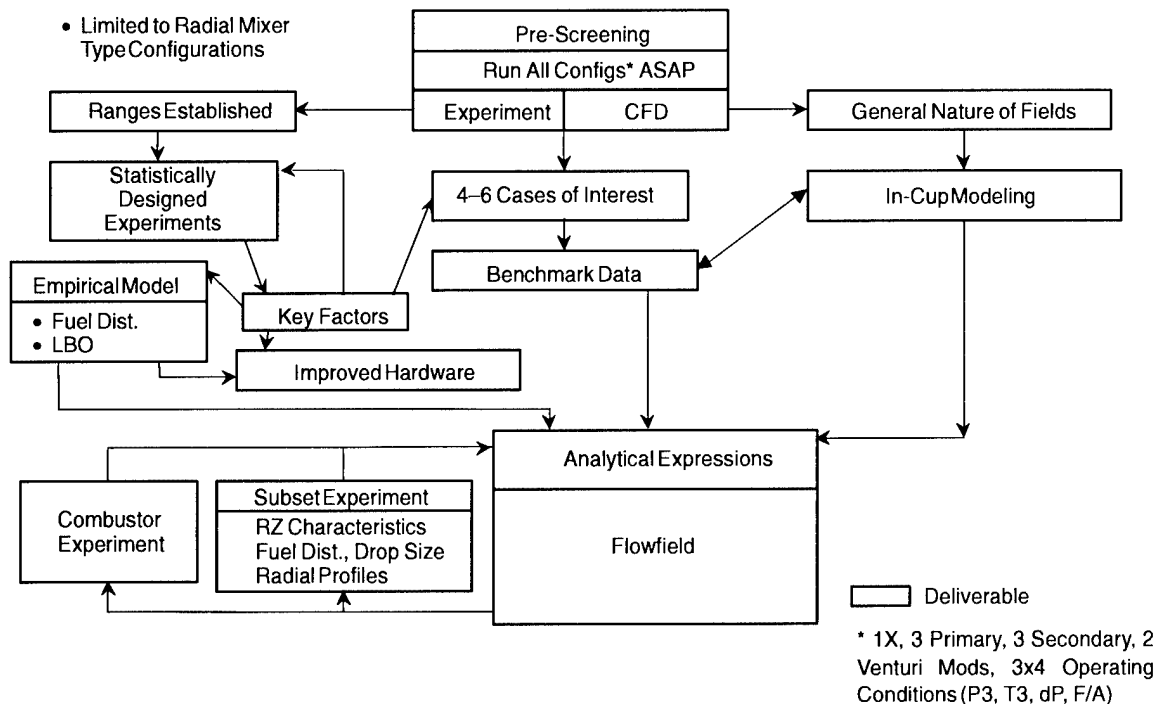 • Limited to Radial Mixer
Type Configurations
Pre-Screening
Run All Configs* ASAP
Experiment
CFD
Ranges Established
General Nature of Fields
Statistically
Designed
Experiments
4–6 Cases of Interest
In-Cup Modeling
Benchmark Data
Empirical Model
• Fuel Dist.
• LBO
Key Factors
Improved Hardware
Analytical Expressions
Flowfield
Combustor
Experiment
Subset Experiment
RZ Characteristics
Fuel Dist., Drop Size
Radial Profiles
Deliverable
* 1X, 3 Primary, 3 Secondary, 2
Venturi Mods, 3x4 Operating
Conditions (P3, T3, dP, F/A)